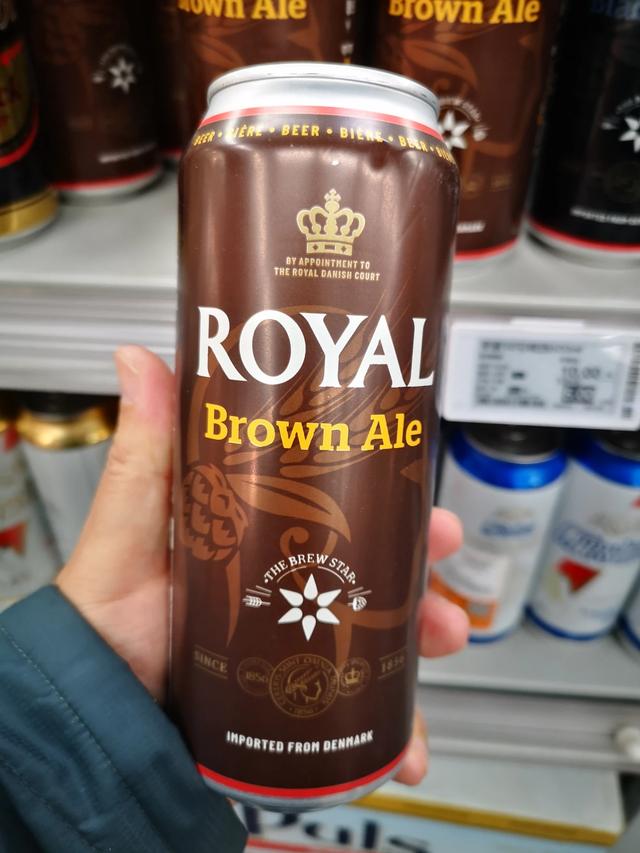 Brown Ale
Brown Ale
BEER • BIÈRE • BEER • BIÈRE • BEER
BY APPOINTMENT TO
THE ROYAL DANISH COURT
ROYAL
Brown Ale
• THE BREW STAR •
SINCE 1856
IMPORTED FROM DENMARK